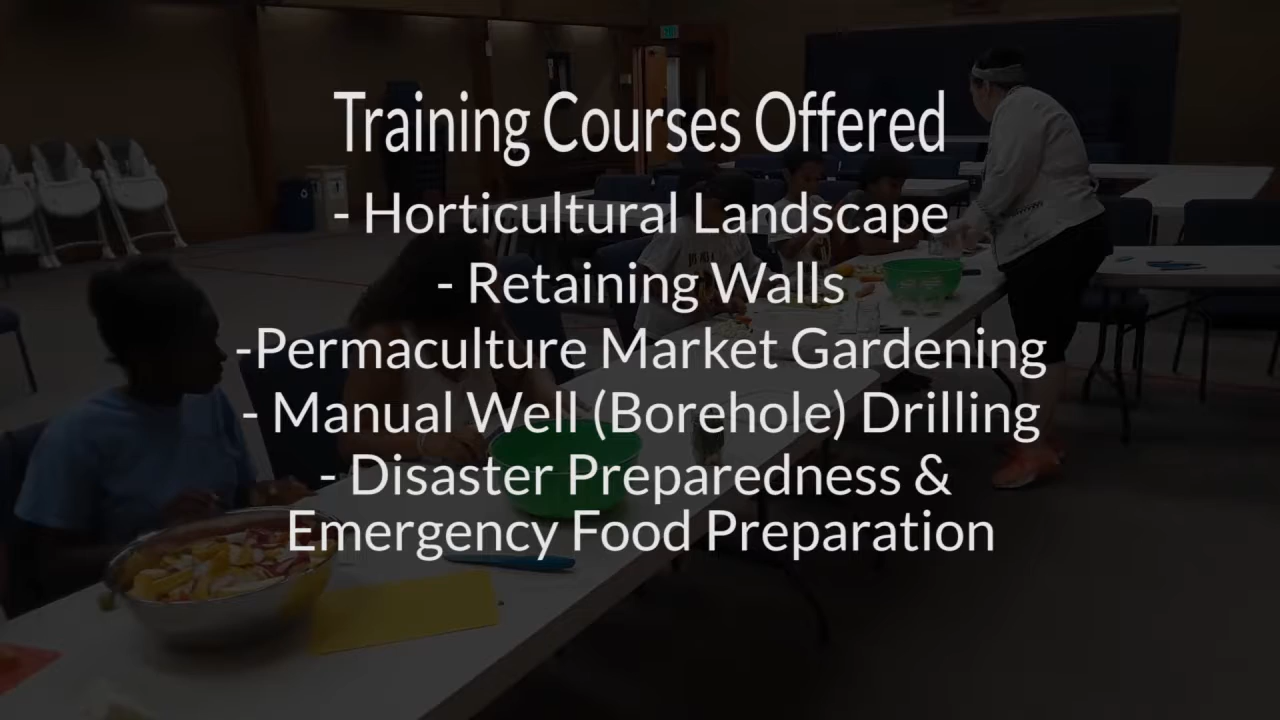 Training Courses Offered
- Horticultural Landscape
- Retaining Walls
-Permaculture Market Gardening
- Manual Well (Borehole) Drilling
- Disaster Preparedness &
Emergency Food Preparation